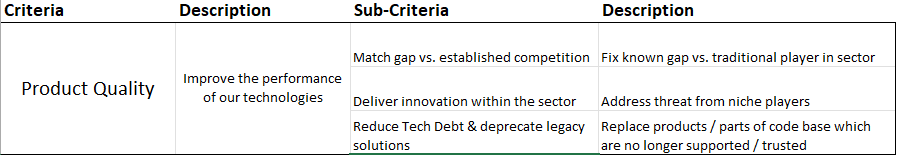 Criteria Description Sub-Criteria Description
Product Quality
Improve the performance
of our technologies
Match gap vs. established competition Fix known gap vs. traditional player in sector
Deliver innovation within the sector Address threat from niche players
Reduce Tech Debt & deprecate legacy
solutions
Replace products / parts of code base which
are no longer supported / trusted